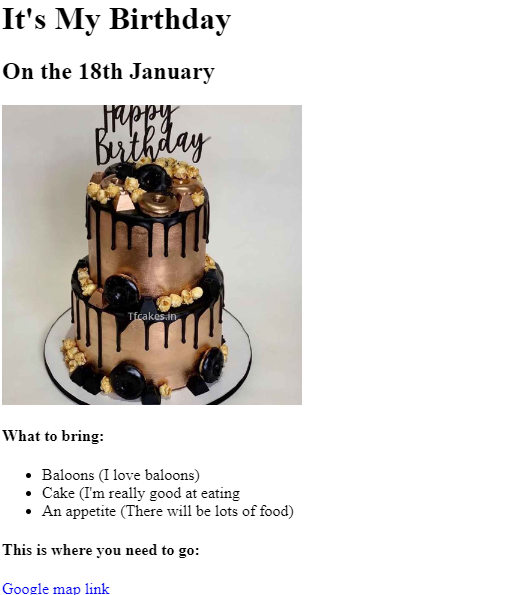 It's My Birthday
On the 18th January
Happy
Birthday
Tfcakes.in
What to bring:
Baloons (I love baloons)
Cake (I'm really good at eating
An appetite (There will be lots of food)
This is where you need to go:
Google map link